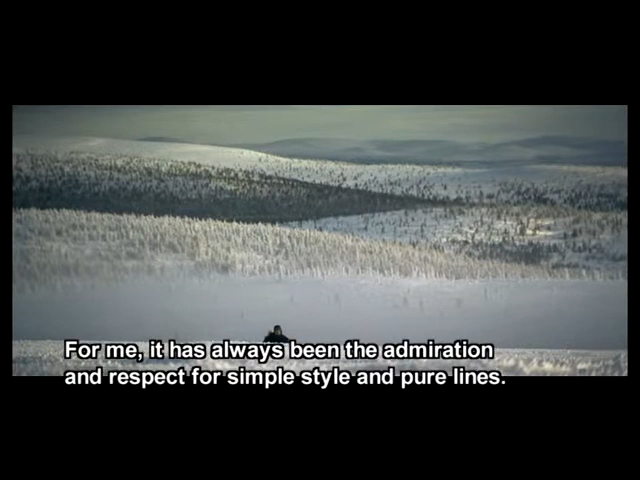 For me, it has always been the admiration
and respect for simple style and pure lines.